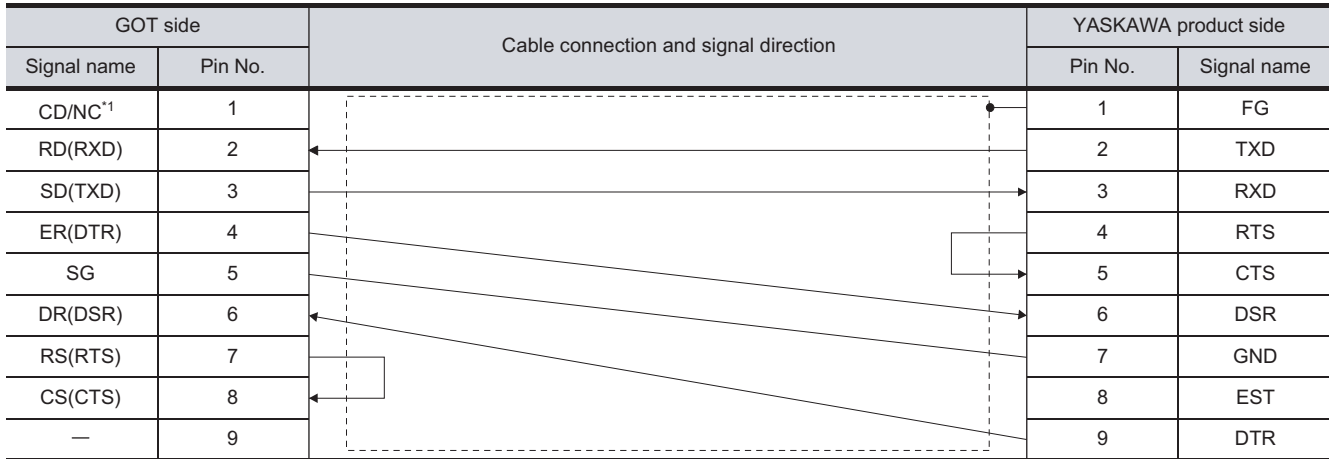 GOT side Cable connection and signal direction YASKAWA product side
Signal name Pin No. Pin No. Signal name
CD/NC*1 1 1 FG
RD(RXD) 2 2 TXD
SD(TXD) 3 3 RXD
ER(DTR) 4 4 RTS
SG 5 5 CTS
DR(DSR) 6 6 DSR
RS(RTS) 7 7 GND
CS(CTS) 8 8 EST
— 9 9 DTR